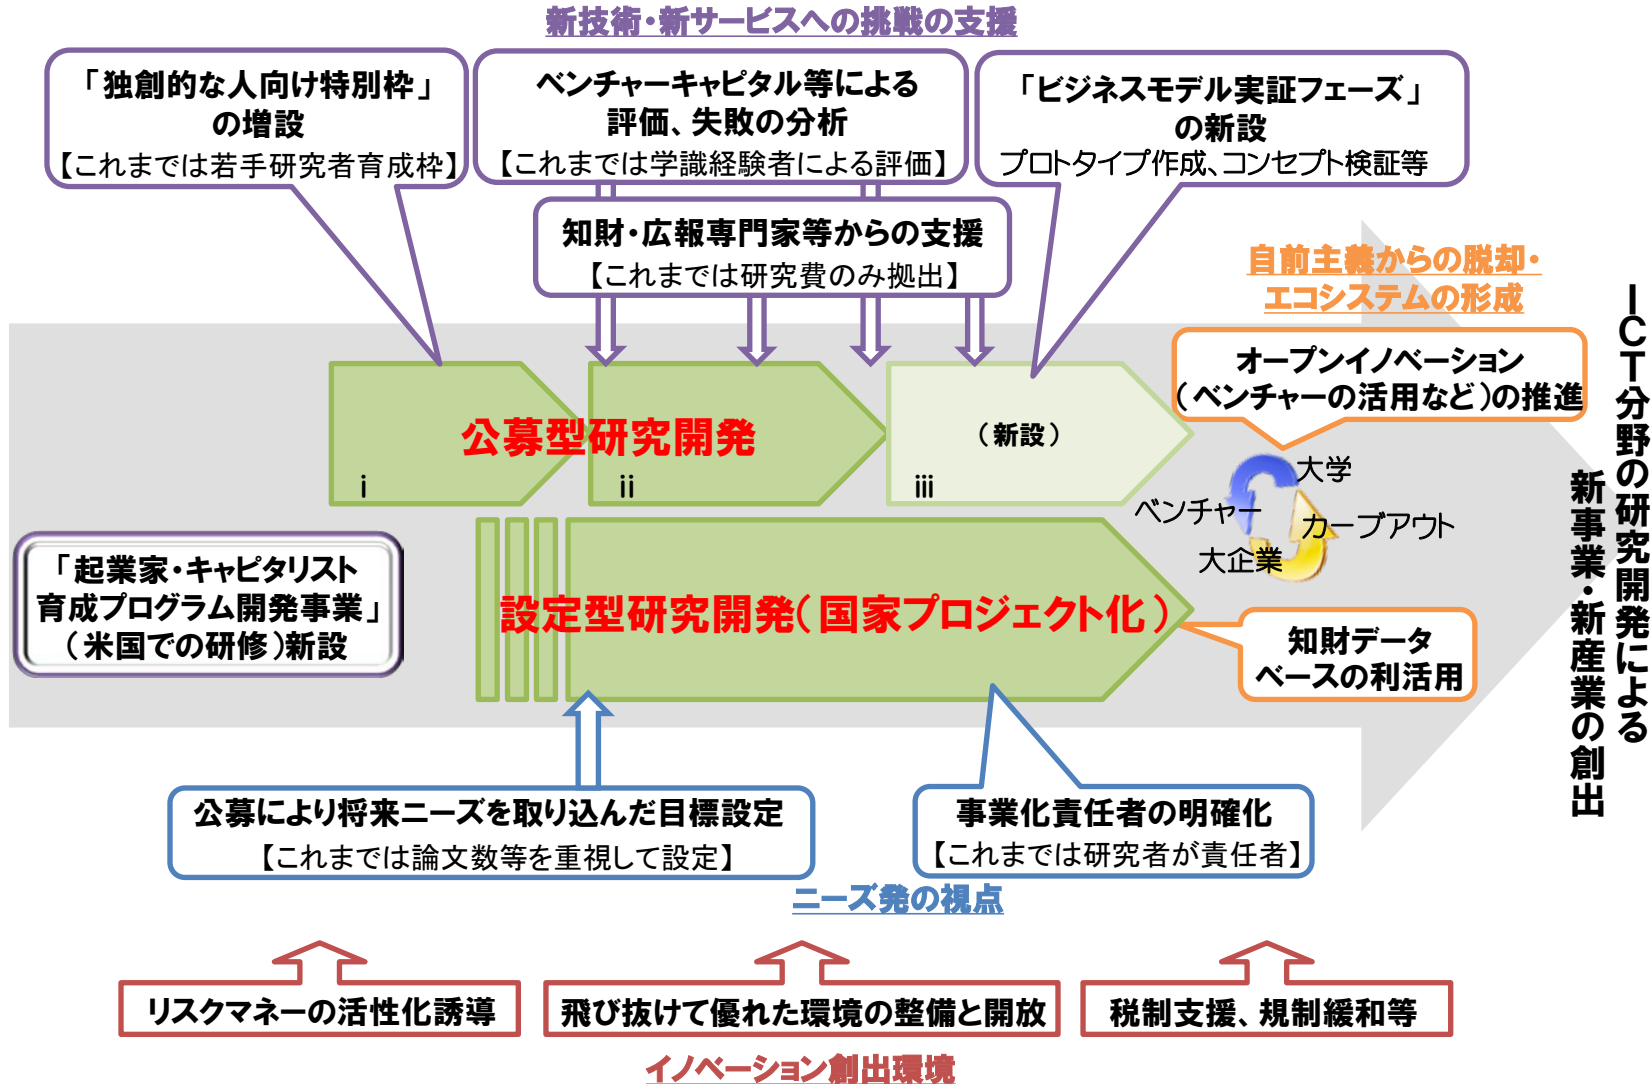 新技術・新サービスへの挑戦の支援
「独創的な人向け特別枠」
の増設
【これまでは若手研究者育成枠】
ベンチャーキャピタル等による
評価、失敗の分析
【これまでは学識経験者による評価】
「ビジネスモデル実証フェーズ」
の新設
プロトタイプ作成、コンセプト検証等
知財・広報専門家等からの支援
【これまでは研究費のみ拠出】
自前主義からの脱却・
エコシステムの形成
オープンイノベーション
（ベンチャーの活用など）の推進
公募型研究開発
（新設）
i
ii
iii
大学
ベンチャー
カーブアウト
大企業
「起業家・キャピタリスト
育成プログラム開発事業」
（米国での研修）新設
設定型研究開発（国家プロジェクト化）
知財データ
ベースの利活用
ICT分野の研究開発による
新事業・新産業の創出
公募により将来ニーズを取り込んだ目標設定
【これまでは論文数等を重視して設定】
事業化責任者の明確化
【これまでは研究者が責任者】
ニーズ発の視点
リスクマネーの活性化誘導
飛び抜けて優れた環境の整備と開放
税制支援、規制緩和等
イノベーション創出環境